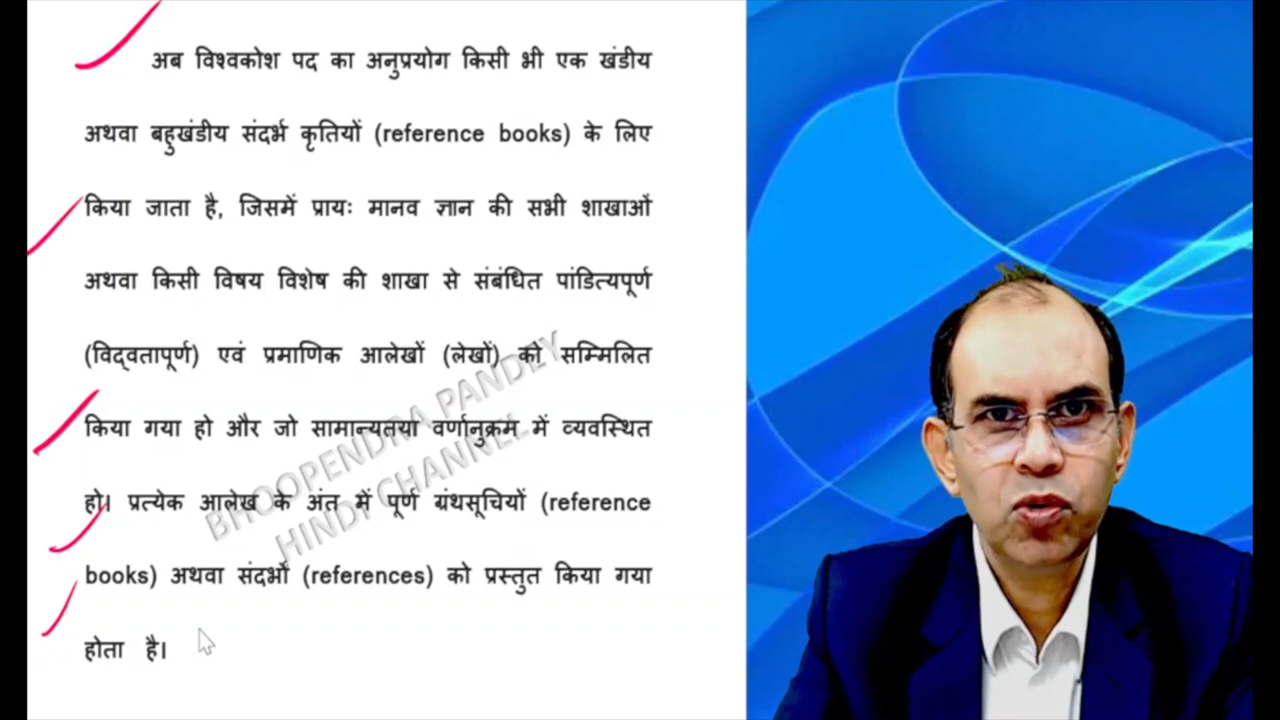 अब विश्वकोश पद का अनुप्रयोग किसी भी एक खंडीय
अथवा बहुखंडीय संदर्भ कृतियों (reference books) के लिए
किया जाता है, जिसमें प्रायः मानव ज्ञान की सभी शाखाओं
अथवा किसी विषय विशेष की शाखा से संबंधित पांडित्यपूर्ण
(विद्वतापूर्ण) एवं प्रमाणिक आलेखों (लेखों) को सम्मिलित
किया गया हो और जो सामान्यतया वर्णानुक्रम में व्यवस्थित
हो। प्रत्येक आलेख के अंत में पूर्ण ग्रंथसूचियों (reference
books) अथवा संदर्भों (references) को प्रस्तुत किया गया
होता है।
BHOOPENDRA PANDEY
HINDI CHANNEL